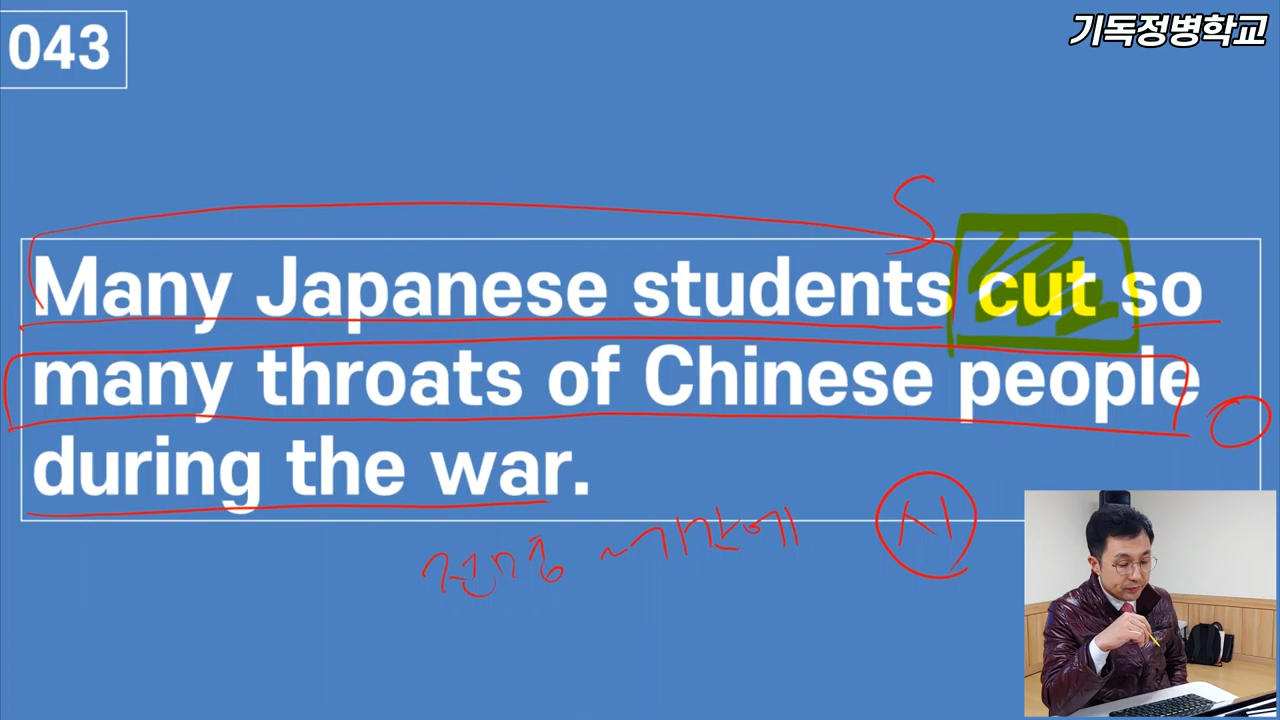 043
기독정병학교
S
Many Japanese students cut so
many throats of Chinese people
O
during the war.
전쟁 ~기간에
시